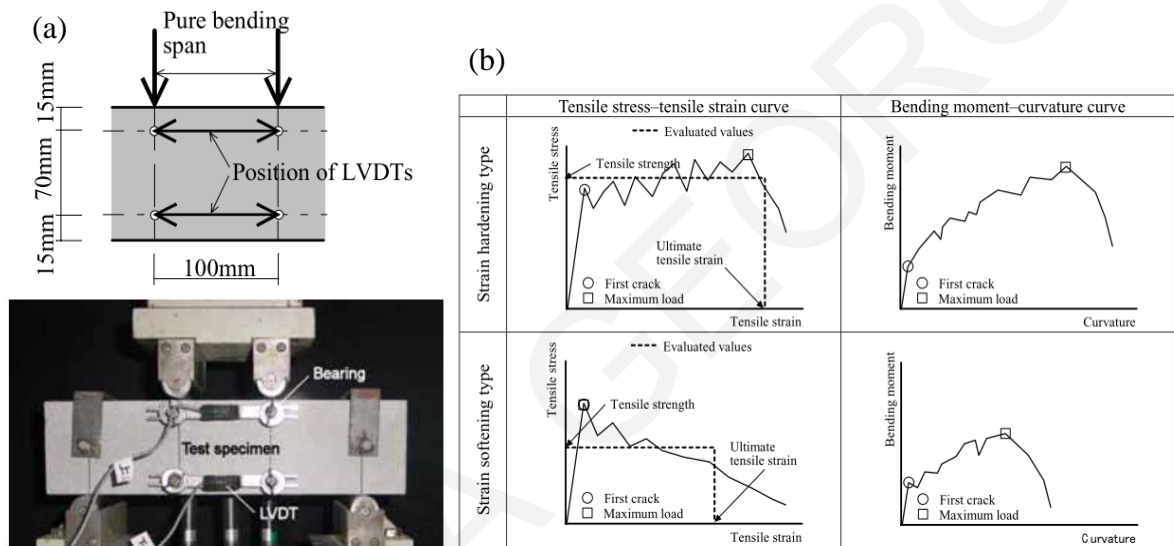 (a)
Pure bending
span
15mm
70mm
15mm
Position of LVDTs
100mm
Bearing
Test specimen
LVDT
(b)
Tensile stress–tensile strain curve
Bending moment–curvature curve
Strain hardening type
Tensile stress
Evaluated values
Tensile strength
Ultimate
tensile strain
First crack
Maximum load
Tensile strain
Bending moment
First crack
Maximum load
Curvature
Strain softening type
Tensile stress
Evaluated values
Tensile strength
Ultimate
tensile strain
First crack
Maximum load
Tensile strain
Bending moment
First crack
Maximum load
Curvature
A GEORG